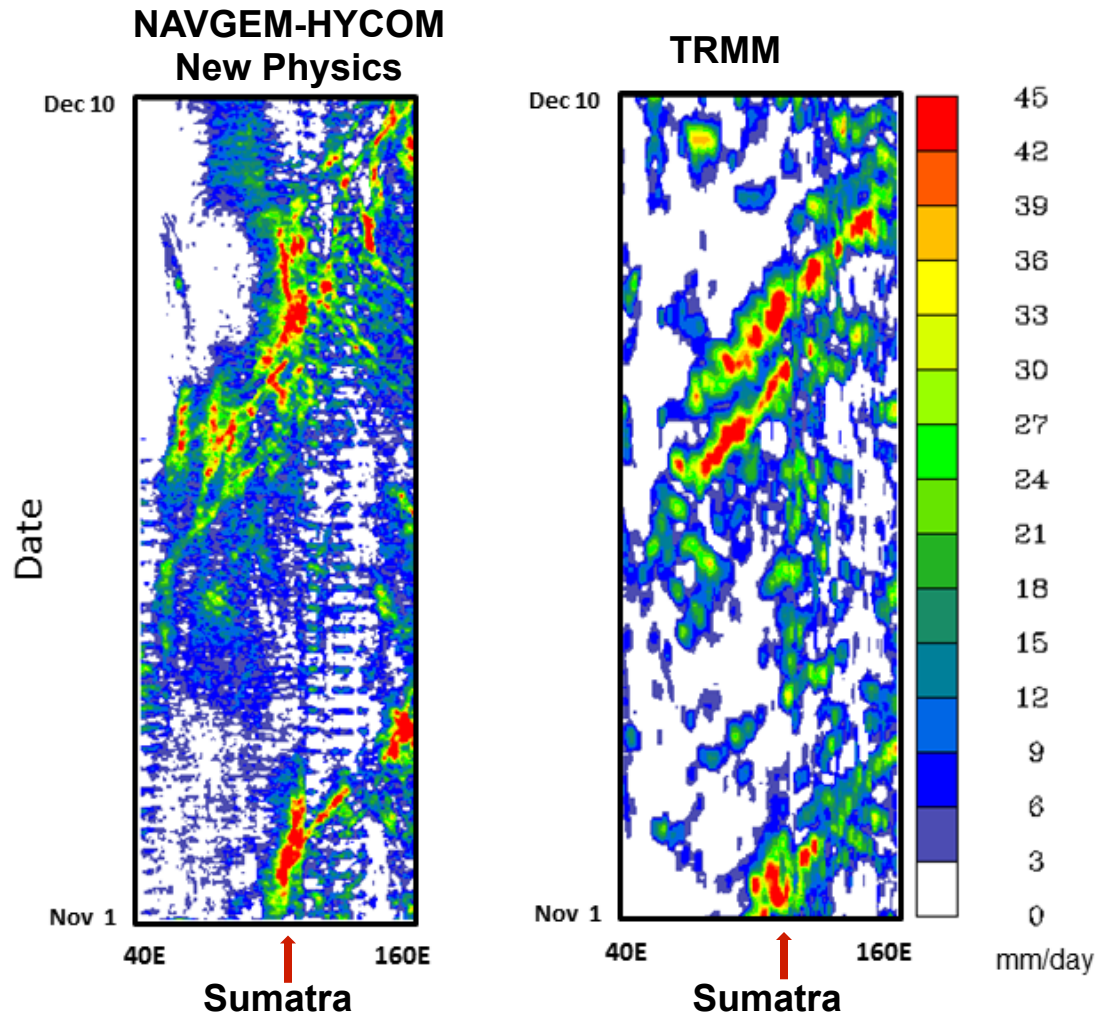 NAVGEM-HYCOM
New Physics
TRMM
Dec 10
Dec 10
45
42
39
36
33
30
27
24
21
18
15
12
9
6
3
0
Date
Nov 1
Nov 1
40E
160E
40E
160E
mm/day
Sumatra
Sumatra